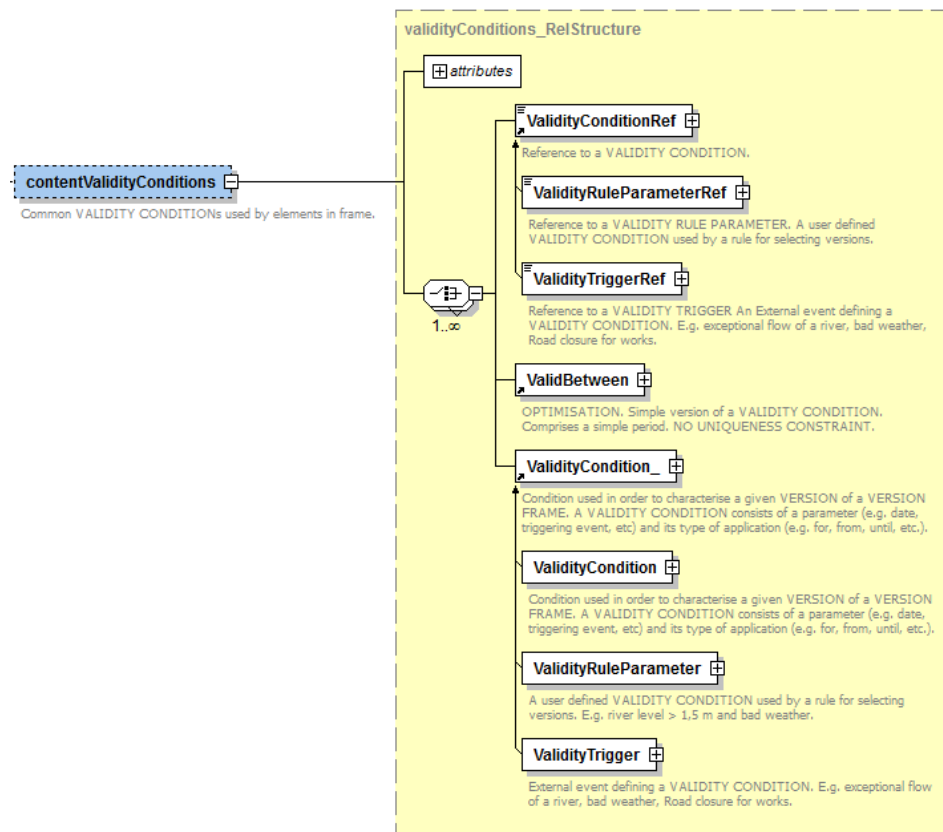 validityConditions_RelStructure
attributes
contentValidityConditions
Common VALIDITY CONDITIONs used by elements in frame.
1..∞
ValidityConditionRef
Reference to a VALIDITY CONDITION.
ValidityRuleParameterRef
Reference to a VALIDITY RULE PARAMETER. A user defined
VALIDITY CONDITION used by a rule for selecting versions.
ValidityTriggerRef
Reference to a VALIDITY TRIGGER An External event defining a
VALIDITY CONDITION. E.g. exceptional flow of a river, bad weather,
Road closure for works.
ValidBetween
OPTIMISATION. Simple version of a VALIDITY CONDITION.
Comprises a simple period. NO UNIQUENESS CONSTRAINT.
ValidityCondition_
Condition used in order to characterise a given VERSION of a VERSION
FRAME. A VALIDITY CONDITION consists of a parameter (e.g. date,
triggering event, etc) and its type of application (e.g. for, from, until, etc.).
ValidityCondition
Condition used in order to characterise a given VERSION of a VERSION
FRAME. A VALIDITY CONDITION consists of a parameter (e.g. date,
triggering event, etc) and its type of application (e.g. for, from, until, etc.).
ValidityRuleParameter
A user defined VALIDITY CONDITION used by a rule for selecting
versions. E.g. river level > 1,5 m and bad weather.
ValidityTrigger
External event defining a VALIDITY CONDITION. E.g. exceptional flow
of a river, bad weather, Road closure for works.